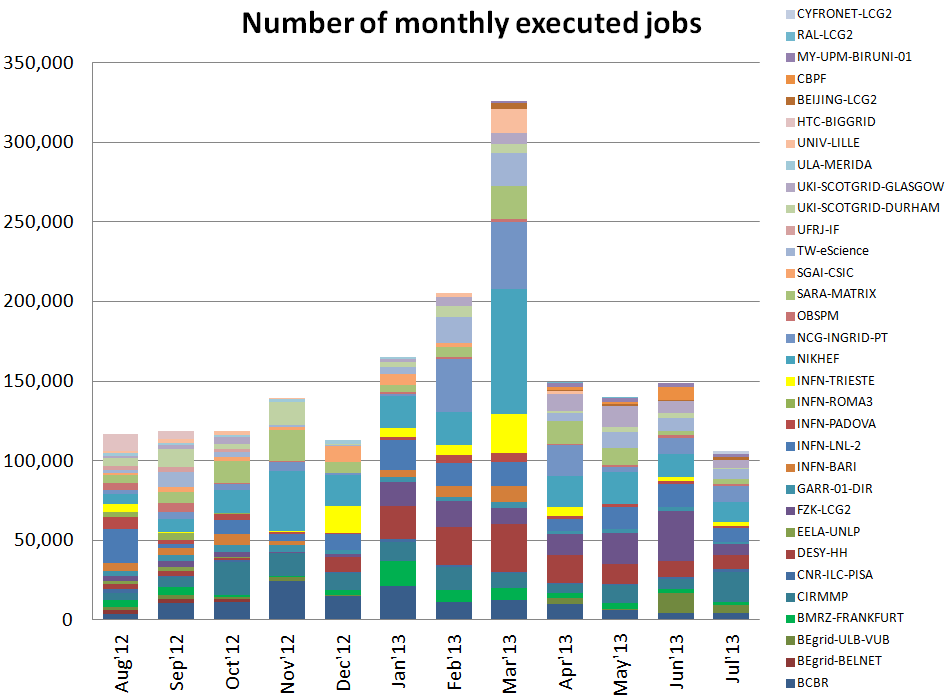 Number of monthly executed jobs
350,000
300,000
250,000
200,000
150,000
100,000
50,000
0
Aug'12
Sep'12
Oct'12
Nov'12
Dec'12
Jan'13
Feb'13
Mar'13
Apr'13
May'13
Jun'13
Jul'13
CYFRONET-LCG2
RAL-LCG2
MY-UPM-BIRUNI-01
CBPF
BEIJING-LCG2
HTC-BIGGRID
UNIV-LILLE
ULA-MERIDA
UKI-SCOTGRID-GLASGOW
UKI-SCOTGRID-DURHAM
UFRJ-IF
TW-eScience
SGAI-CSIC
SARA-MATRIX
OBSPM
NCG-INGRID-PT
NIKHEF
INFN-TRIESTE
INFN-ROMA3
INFN-PADOVA
INFN-LNL-2
INFN-BARI
GARR-01-DIR
FZK-LCG2
EELA-UNLP
DESY-HH
CNR-ILC-PISA
CIRMMP
BMRZ-FRANKFURT
BEgrid-ULB-VUB
BEgrid-BELNET
BCBR